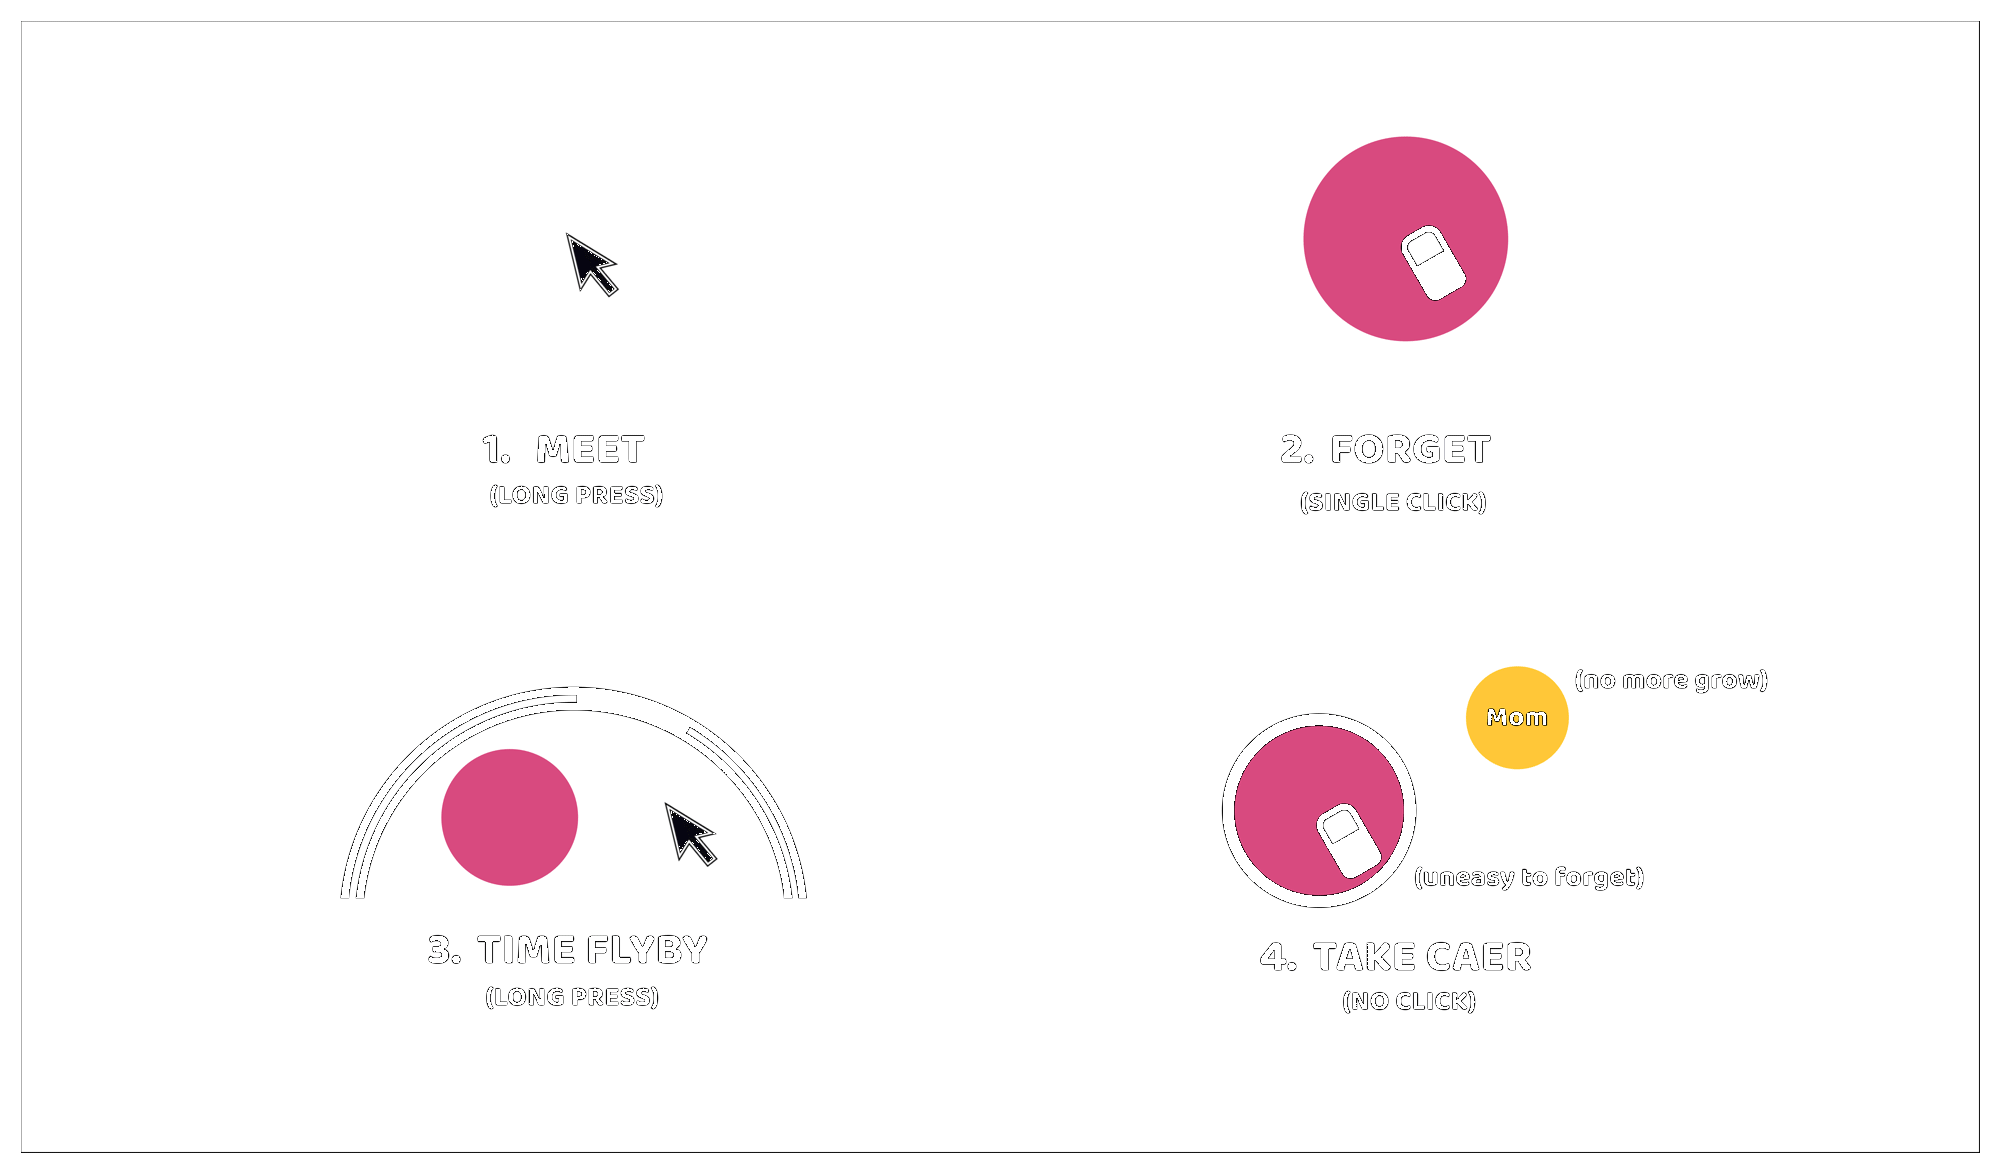 1. MEET
(LONG PRESS)
2. FORGET
(SINGLE CLICK)
3. TIME FLYBY
(LONG PRESS)
Mom
(no more grow)
(uneasy to forget)
4. TAKE CAER
(NO CLICK)